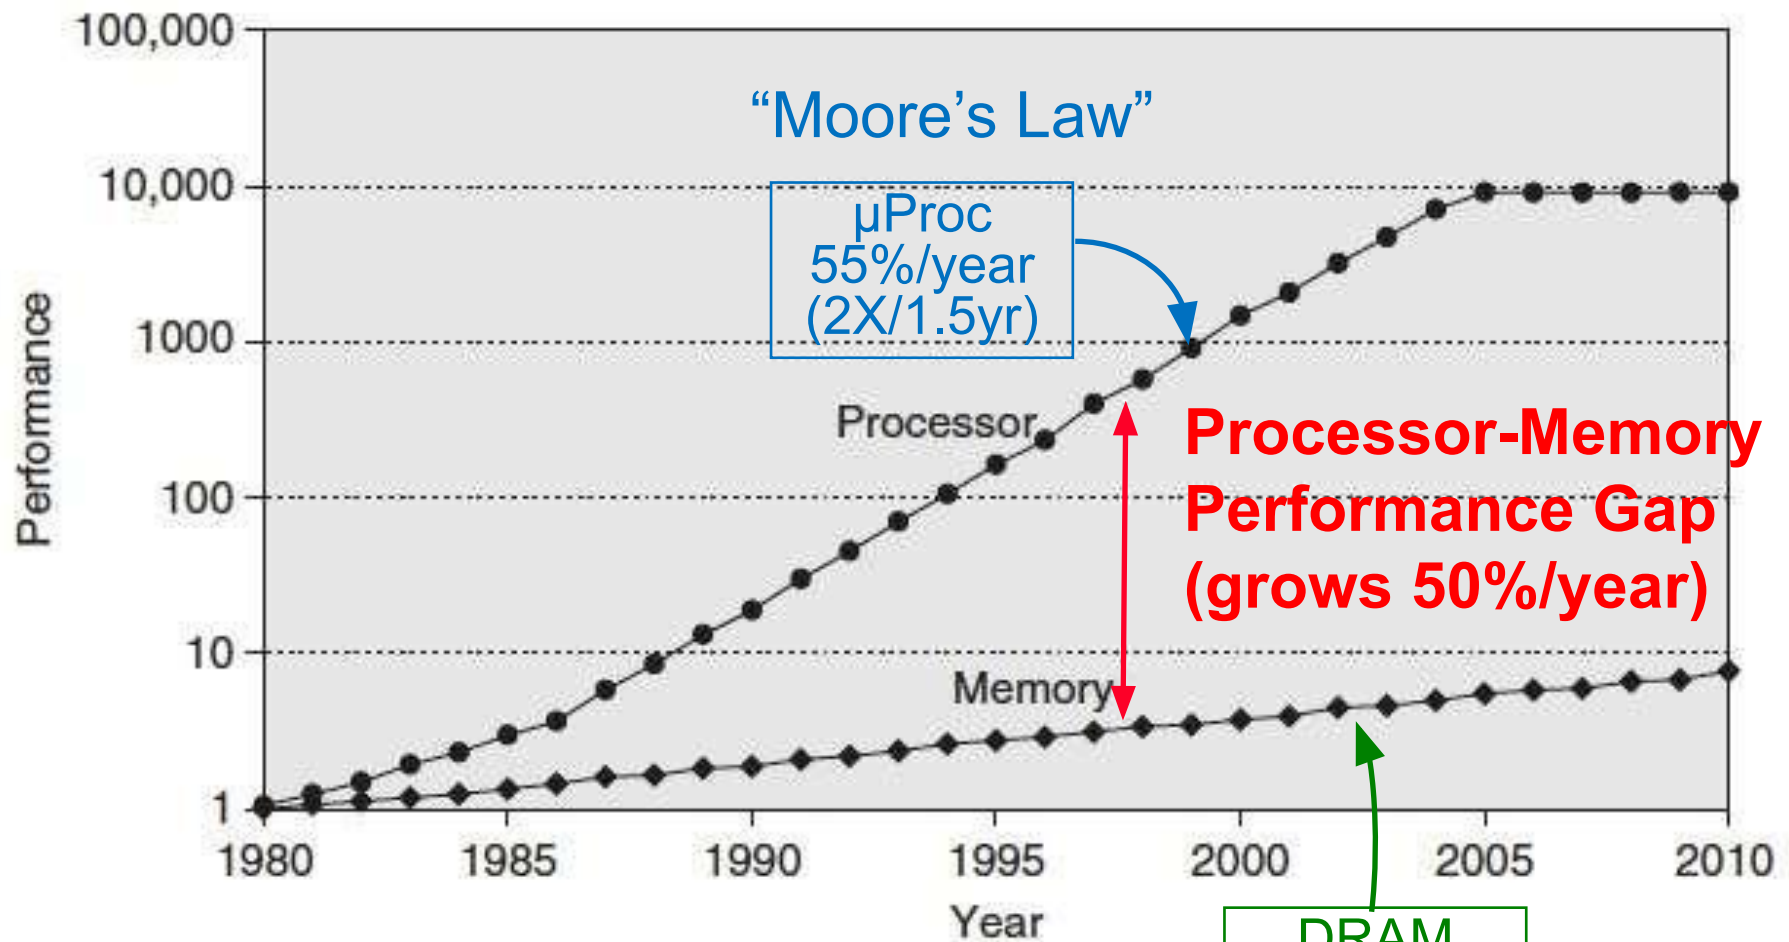 100,000
10,000
1000
100
10
1
Performance
“Moore’s Law”
µProc
55%/year
(2X/1.5yr)
Processor
Processor-Memory
Performance Gap
(grows 50%/year)
Memory
1980 1985 1990 1995 2000 2005 2010
Year
DRAM